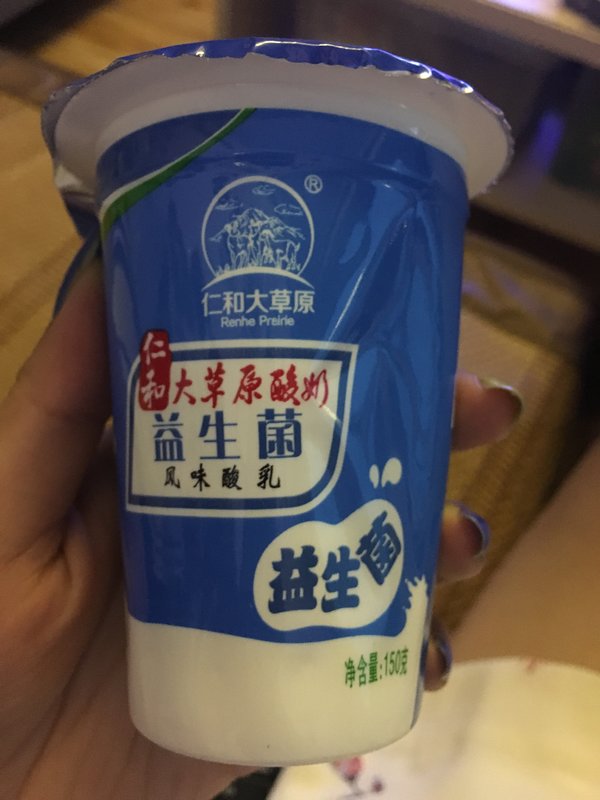 ®
仁和大草原
Renhe Prairie
仁和大草原酸奶
益生菌
风味酸乳
益生菌
净含量:150克